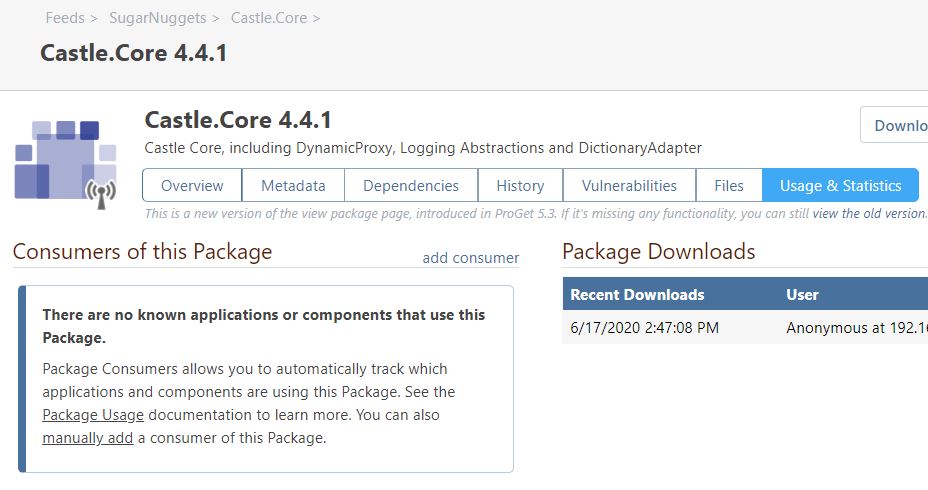 Feeds > SugarNuggets > Castle.Core >
Castle.Core 4.4.1
Castle.Core 4.4.1
Castle Core, including DynamicProxy, Logging Abstractions and DictionaryAdapter
Downlo
Overview Metadata Dependencies History Vulnerabilities Files Usage & Statistics
This is a new version of the view package page, introduced in ProGet 5.3. If it's missing any functionality, you can still view the old version.
Consumers of this Package
add consumer
There are no known applications or components that use this
Package.
Package Consumers allows you to automatically track which
applications and components are using this Package. See the
Package Usage documentation to learn more. You can also
manually add a consumer of this Package.
Package Downloads
Recent Downloads User
6/17/2020 2:47:08 PM Anonymous at 192.16